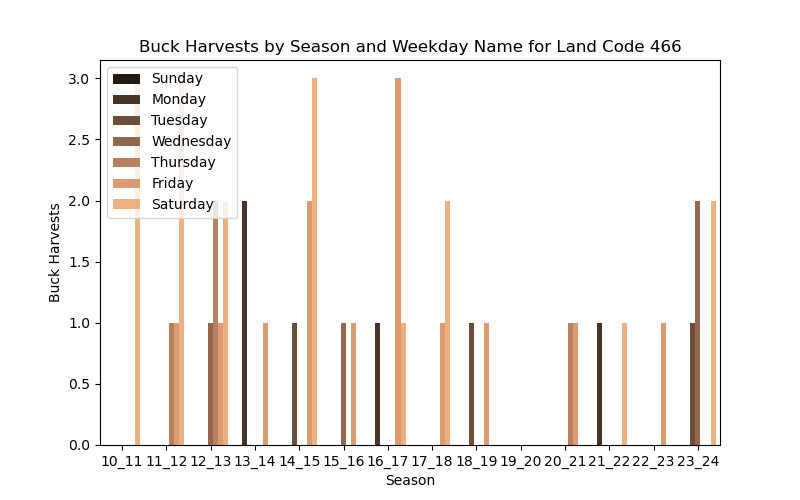 Buck Harvests by Season and Weekday Name for Land Code 466
3.0
2.5
2.0
1.5
1.0
0.5
0.0
Buck Harvests
Sunday
Monday
Tuesday
Wednesday
Thursday
Friday
Saturday
10_11 11_12 12_13 13_14 14_15 15_16 16_17 17_18 18_19 19_20 20_21 21_22 22_23 23_24
Season